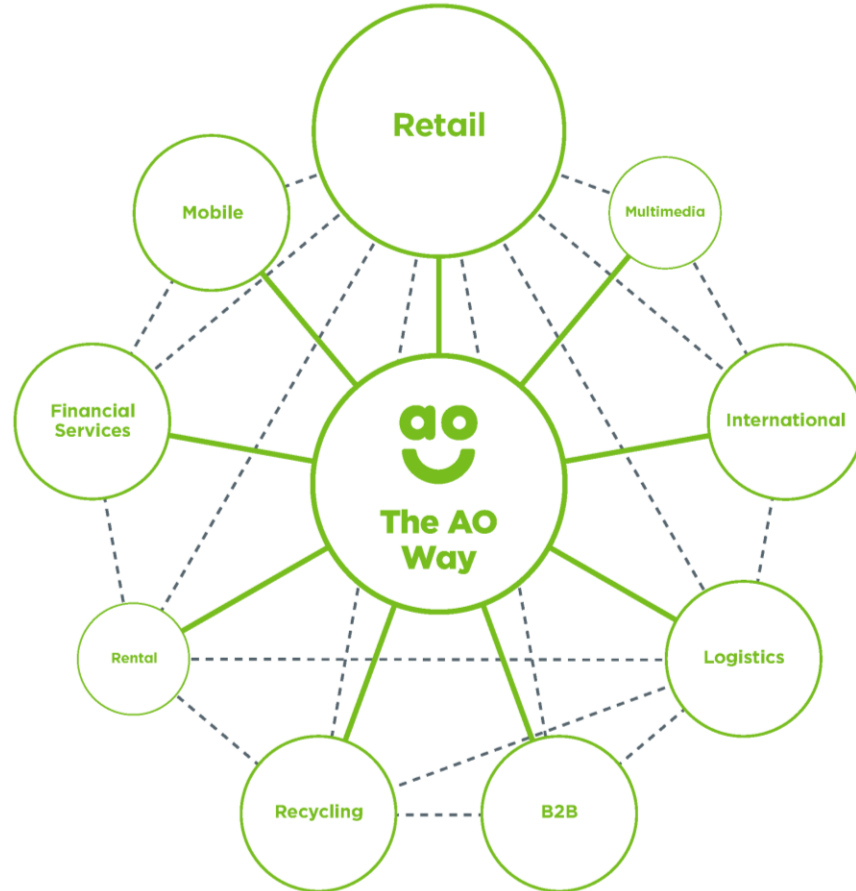 Retail
Mobile
Multimedia
Financial
Services
International
ao
The AO
Way
Rental
Logistics
Recycling
B2B